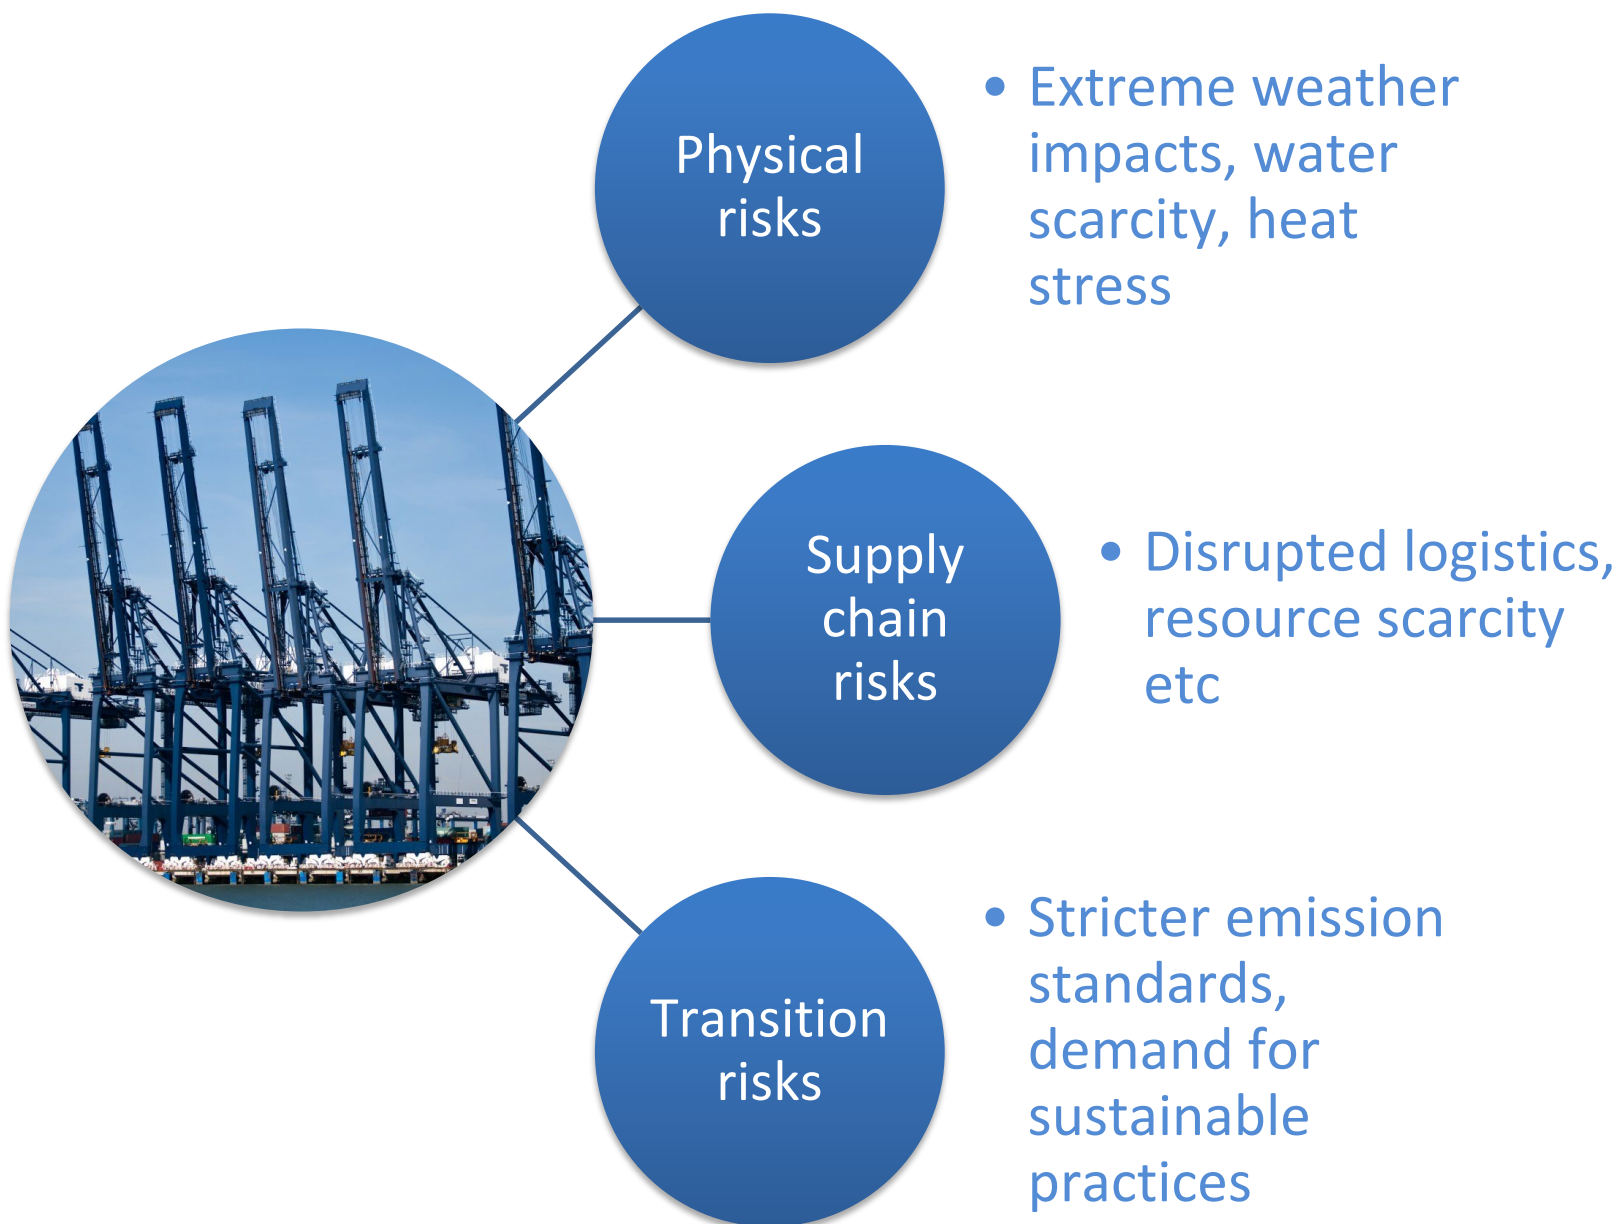 Physical
risks
• Extreme weather
impacts, water
scarcity, heat
stress
Supply
chain
risks
• Disrupted logistics,
resource scarcity
etc
Transition
risks
• Stricter emission
standards,
demand for
sustainable
practices